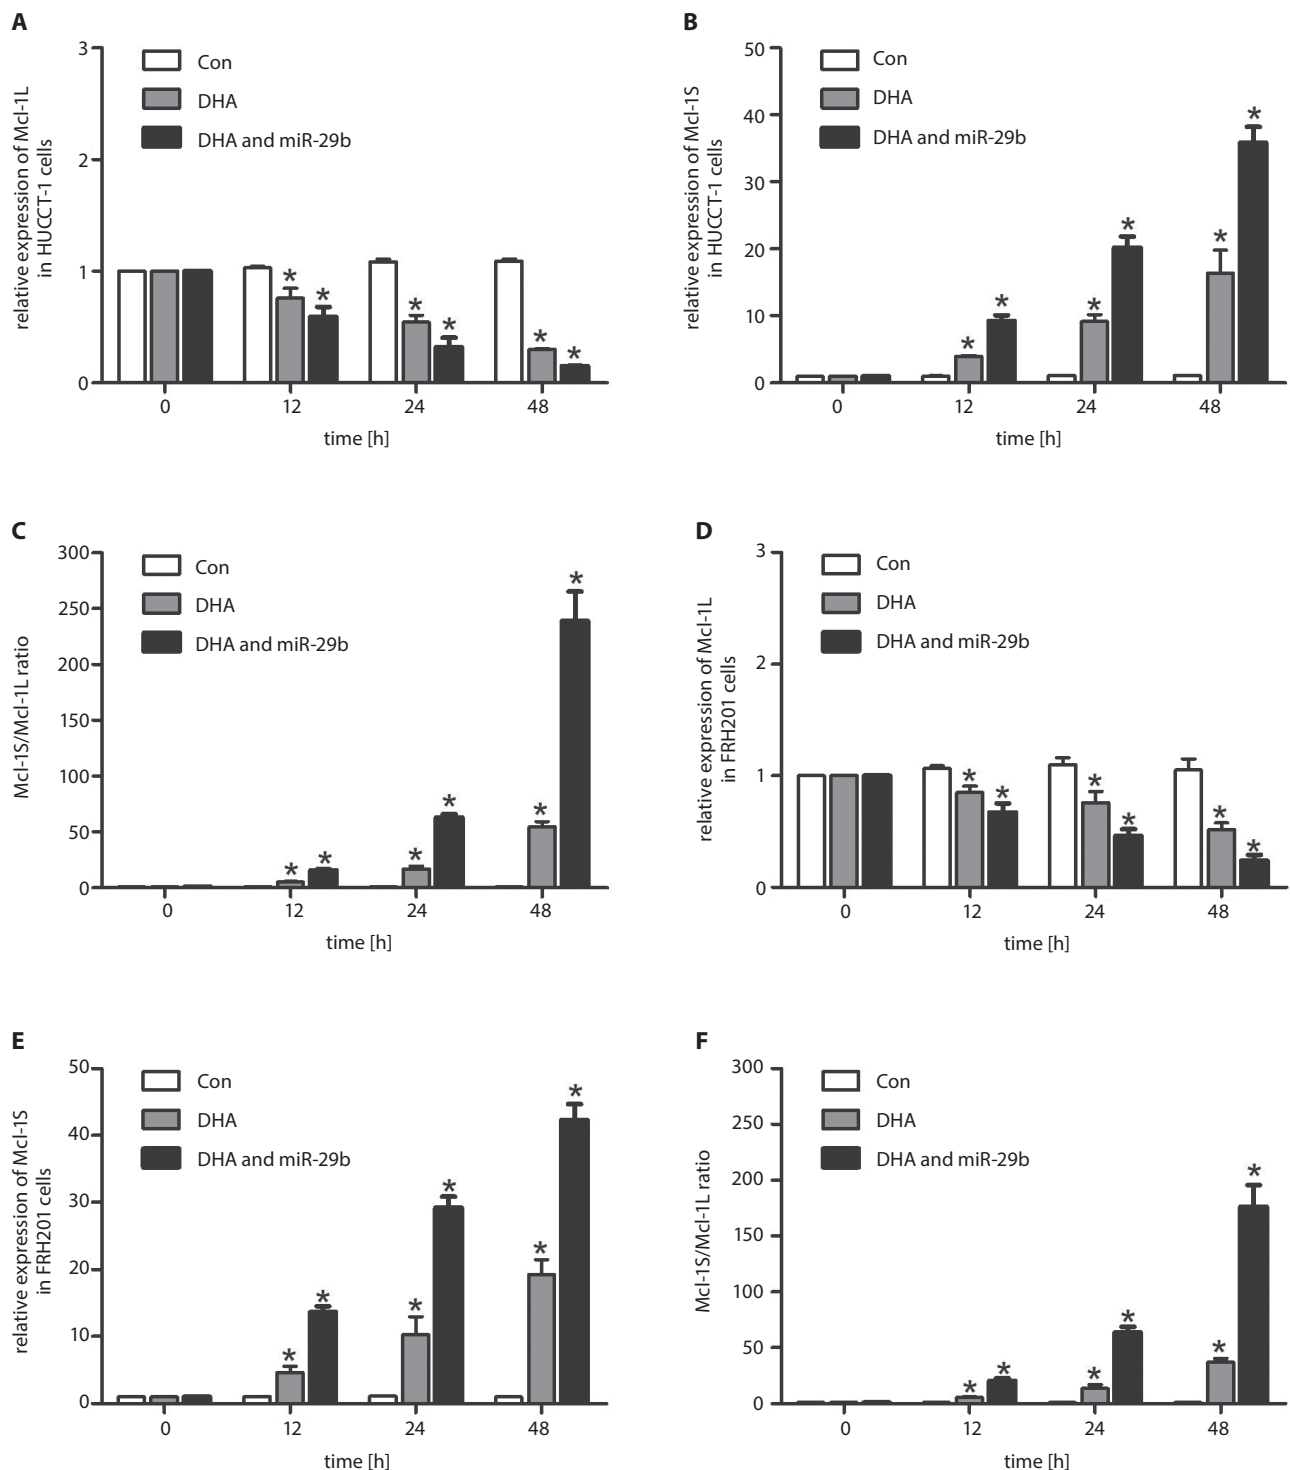 A
relative expression of Mcl-1L
in HUCCT-1 cells
3
2
1
0
Con
DHA
DHA and miR-29b
* * * * * *
0 12 24 48
time [h]
B
relative expression of Mcl-1S
in HUCCT-1 cells
50
40
30
20
10
0
Con
DHA
DHA and miR-29b
* * * * * *
0 12 24 48
time [h]
C
Mcl-1S/Mcl-1L ratio
300
250
200
150
100
50
0
Con
DHA
DHA and miR-29b
* * * * * *
0 12 24 48
time [h]
D
relative expression of Mcl-1L
in FRH201 cells
3
2
1
0
Con
DHA
DHA and miR-29b
* * * * * *
0 12 24 48
time [h]
E
relative expression of Mcl-1S
in FRH201 cells
50
40
30
20
10
0
Con
DHA
DHA and miR-29b
* * * * * *
0 12 24 48
time [h]
F
Mcl-1S/Mcl-1L ratio
300
250
200
150
100
50
0
Con
DHA
DHA and miR-29b
* * * * * *
0 12 24 48
time [h]